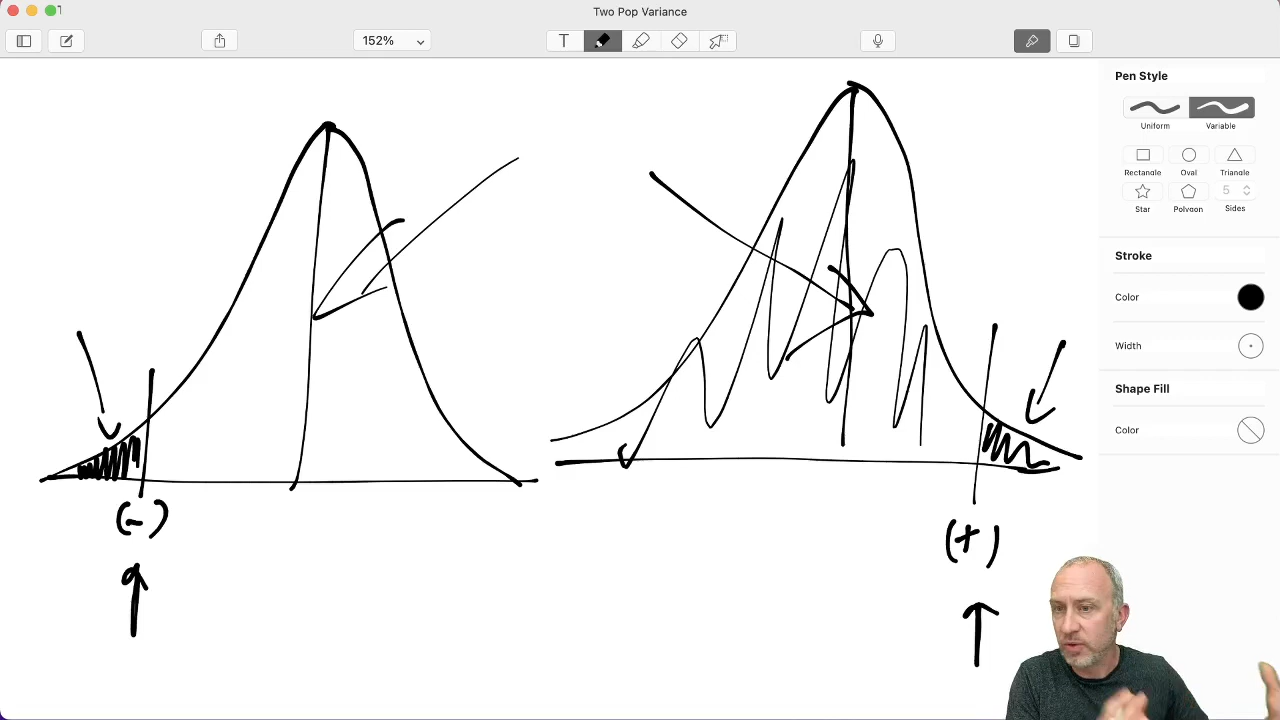 Two Pop Variance
152%
T
Pen Style
Uniform
Variable
Rectangle
Oval
Triangle
Star
Polygon
5
Sides
Stroke
Color
Width
Shape Fill
Color
(-)
(+)